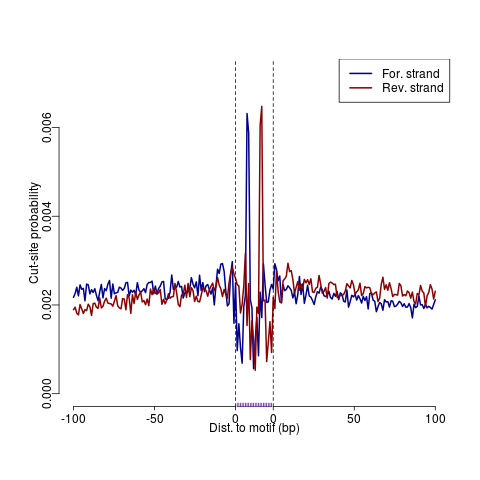 For. strand
Rev. strand
Cut-site probability
0.006
0.004
0.002
0.000
-100 -50 0 0 50 100
Dist. to motif (bp)